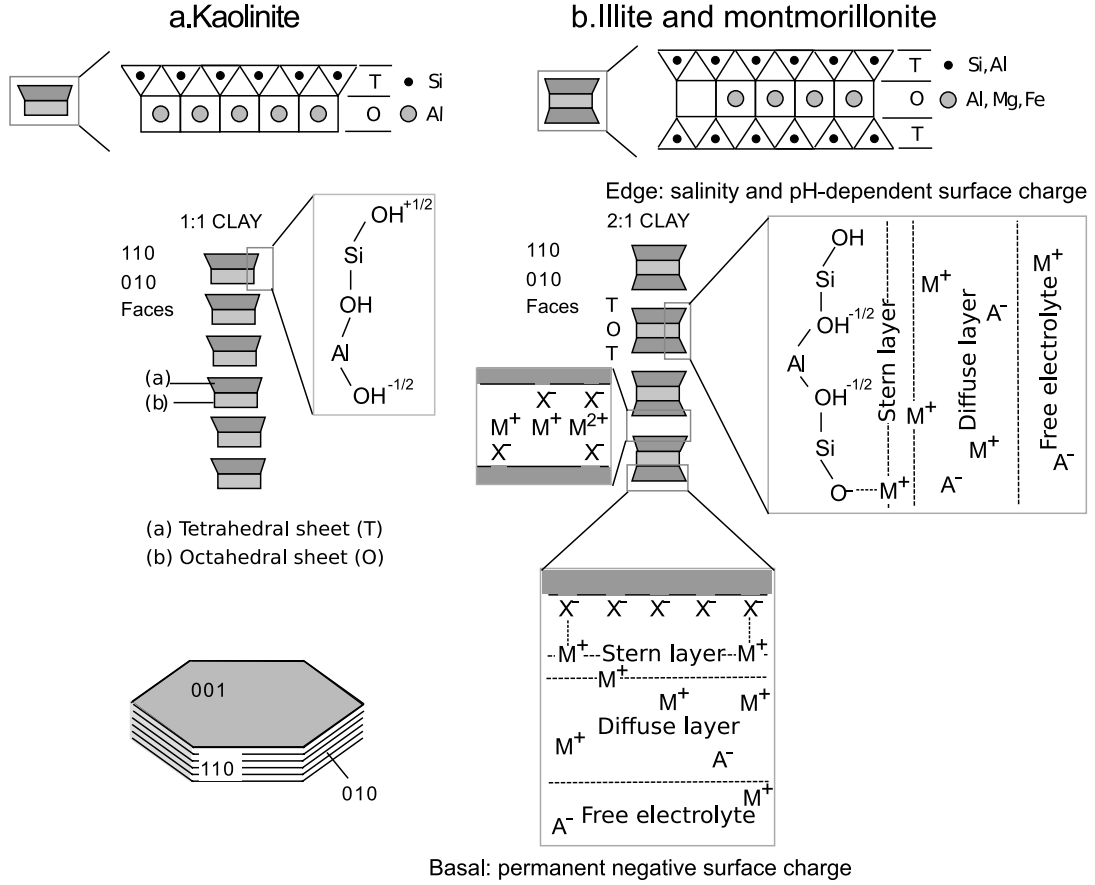 a.Kaolinite
T
Si
O
Al
1:1 CLAY
110
010
Faces
OH+1/2
Si
OH
Al
OH-1/2
(a)
(b)
(a) Tetrahedral sheet (T)
(b) Octahedral sheet (O)
001
110
010
b.Illite and montmorillonite
T
Si,Al
O
Al,Mg,Fe
T
Edge: salinity and pH-dependent surface charge
2:1 CLAY
110
010
Faces
T
O
T
X⁻ X⁻
M⁺ M⁺ M²⁺
X⁻ X⁻
OH
Si
OH-1/2
Al
OH-1/2
Si
O⁻ M⁺
Stern layer
M⁺
M⁺
Diffuse layer
A⁻
M⁺
A⁻
Free electrolyte
M⁺
A⁻
X⁻ X⁻ X⁻ X⁻ X⁻
M⁺ Stern layer M⁺
M⁺
M⁺ M⁺
Diffuse layer
M⁺
A⁻
M⁺
Free electrolyte
A⁻
Basal: permanent negative surface charge